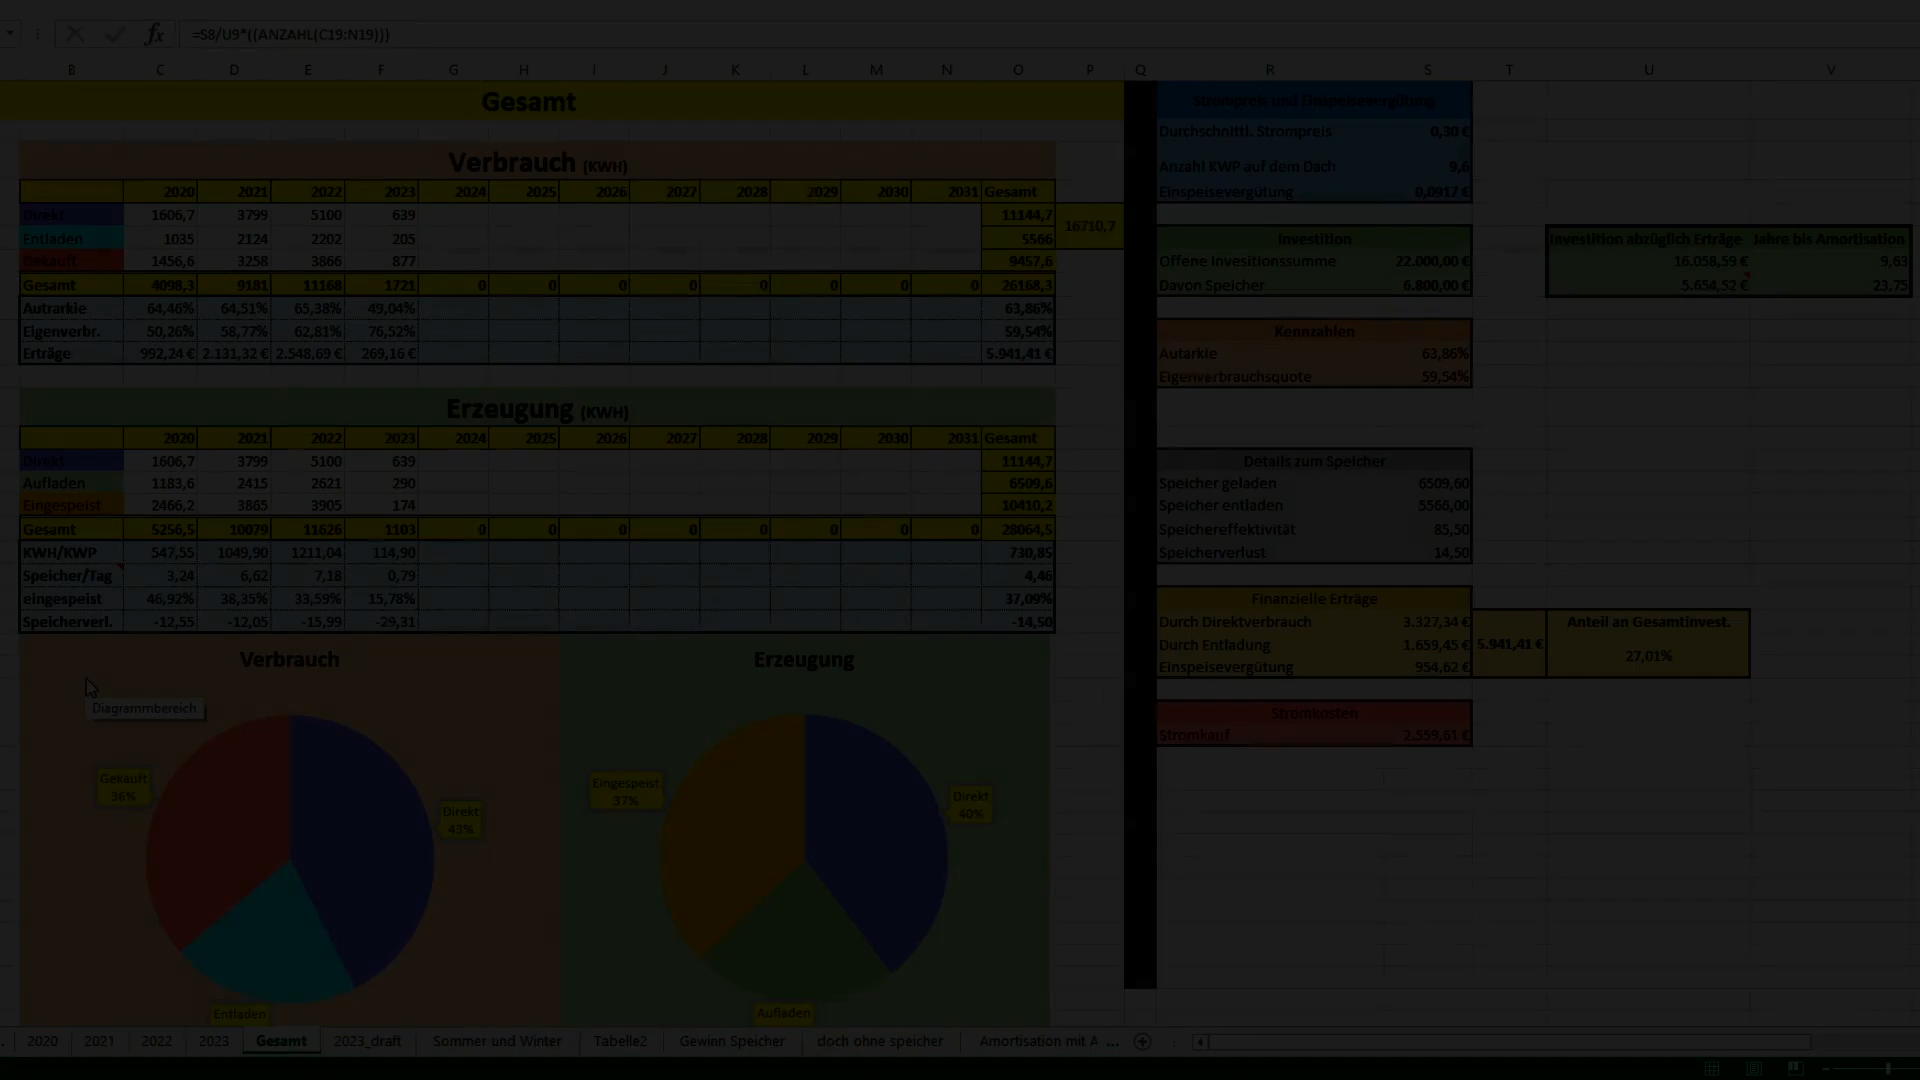 =S8/U9*((ANZAHL(C19:N19)))
B C D E F G H I J K L M N O P Q R S T U V
Gesamt
Verbrauch (KWH)
2020 2021 2022 2023 2024 2025 2026 2027 2028 2029 2030 2031 Gesamt
Direkt 1606,7 3799 5100 639 11144,7
16710,7
Entladen 1035 2124 2202 205 5566
Gekauft 1456,6 3258 3866 877 9457,6
Gesamt 4098,3 9181 11168 1721 0 0 0 0 0 0 0 0 26168,3
Autrarkie 64,46% 64,51% 65,38% 49,04% 63,86%
Eigenverbr. 50,26% 58,77% 62,81% 76,52% 59,54%
Erträge 992,24 € 2.131,32 € 2.548,69 € 269,16 € 5.941,41 €
Erzeugung (KWH)
2020 2021 2022 2023 2024 2025 2026 2027 2028 2029 2030 2031 Gesamt
Direkt 1606,7 3799 5100 639 11144,7
Aufladen 1183,6 2415 2621 290 6509,6
Eingespeist 2466,2 3865 3905 174 10410,2
Gesamt 5256,5 10079 11626 1103 0 0 0 0 0 0 0 0 28064,5
KWH/KWP 547,55 1049,90 1211,04 114,90 730,85
Speicher/Tag 3,24 6,62 7,18 0,79 4,46
eingespeist 46,92% 38,35% 33,59% 15,78% 37,09%
Speicherverl. -12,55 -12,05 -15,99 -29,31 -14,50
Verbrauch
Diagrammbereich
Gekauft
36%
Direkt
43%
Entladen
Erzeugung
Eingespeist
37%
Direkt
40%
Aufladen
Strompreis und Einspeisevergütung
Durchschnittl. Strompreis 0,30 €
Anzahl KWP auf dem Dach 9,6
Einspeisevergütung 0,0917 €
Investition
Offene Invesitionssumme 22.000,00 €
Davon Speicher 6.800,00 €
Investition abzüglich Erträge Jahre bis Amortisation
16.058,59 € 9,63
5.654,52 € 23,75
Kennzahlen
Autarkie 63,86%
Eigenverbrauchsquote 59,54%
Details zum Speicher
Speicher geladen 6509,60
Speicher entladen 5566,00
Speichereffektivität 85,50
Speicherverlust 14,50
Finanzielle Erträge
Durch Direktverbrauch 3.327,34 €
Durch Entladung 1.659,45 €
Einspeisevergütung 954,62 €
5.941,41 €
Anteil an Gesamtinvest.
27,01%
Stromkosten
Stromkauf 2.559,61 €
2020 2021 2022 2023 Gesamt 2023_draft Sommer und Winter Tabelle2 Gewinn Speicher doch ohne speicher Amortisation mit A ...